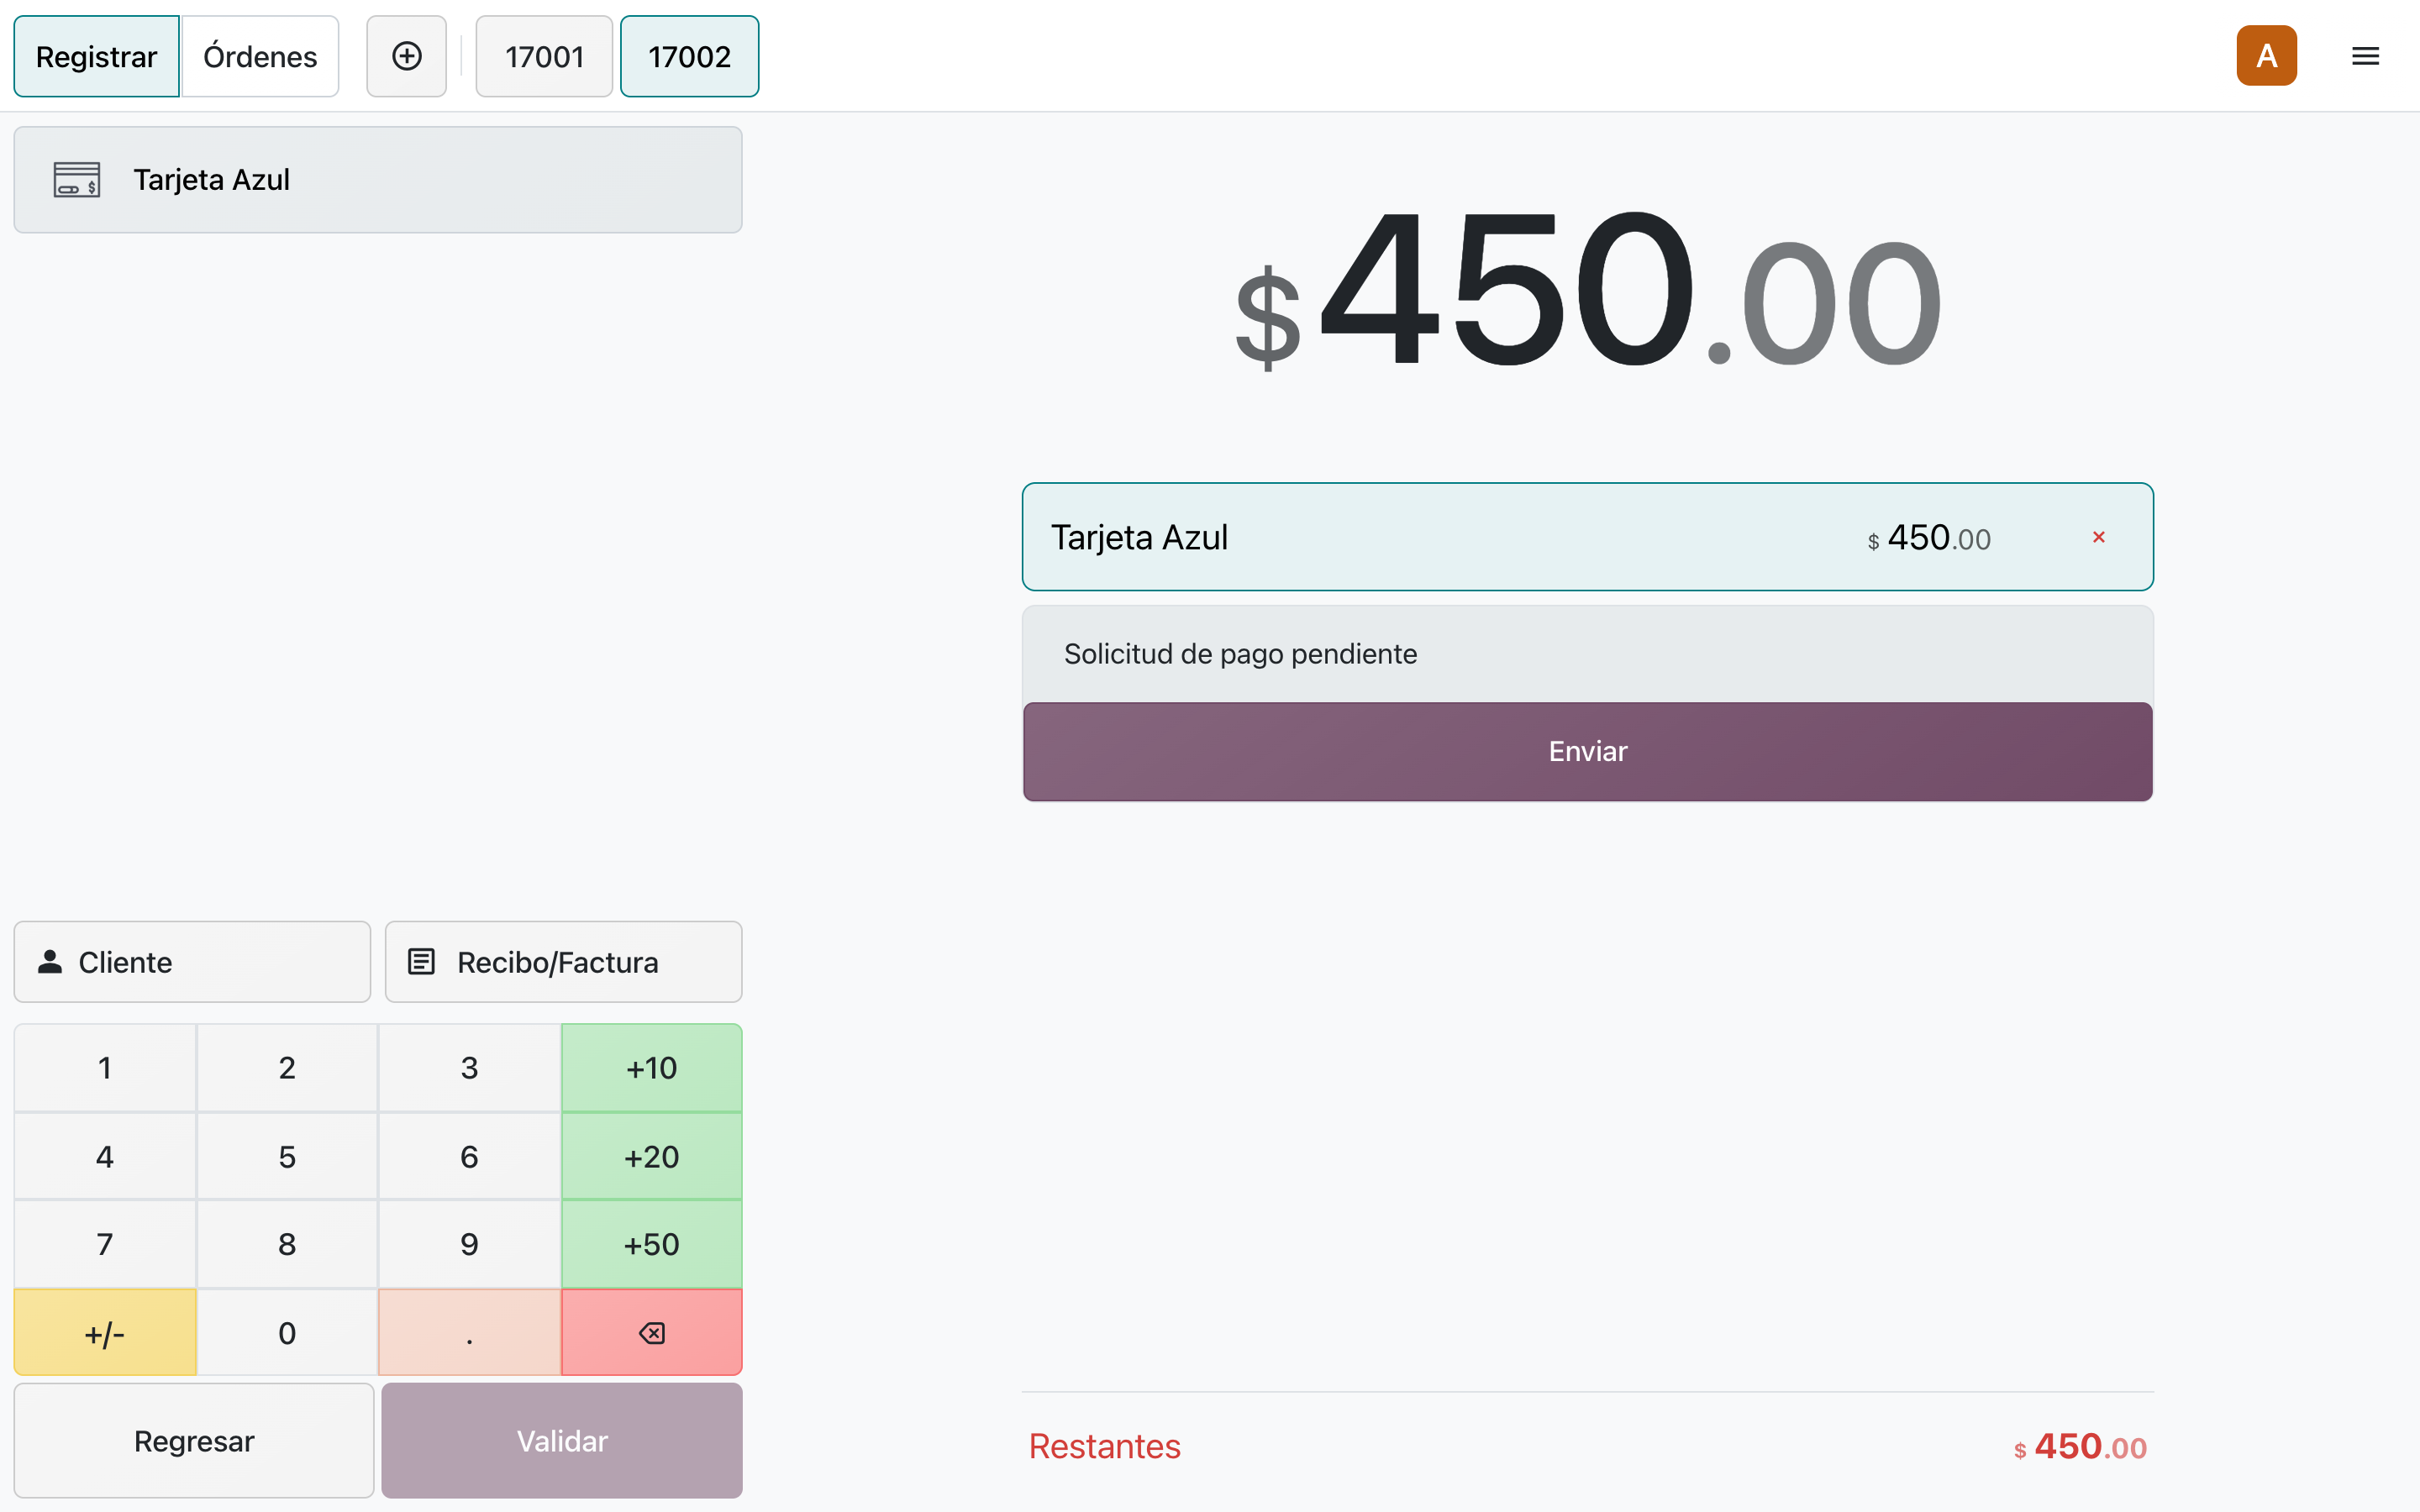 Registrar
Órdenes
17001
17002
A
Tarjeta Azul
$450.00
Tarjeta Azul
$ 450.00
×
Solicitud de pago pendiente
Enviar
Cliente
Recibo/Factura
1 2 3 +10
4 5 6 +20
7 8 9 +50
+/- 0 .
Regresar
Validar
Restantes
$ 450.00